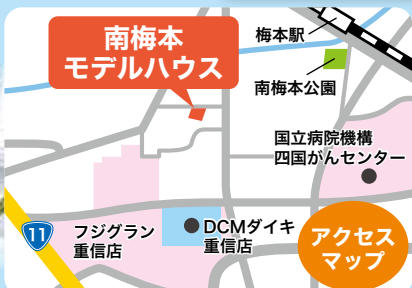 南梅本
モデルハウス
梅本駅
南梅本公園
国立病院機構
四国がんセンター
11
フジグラン
重信店
DCMダイキ
重信店
アクセス
マップ